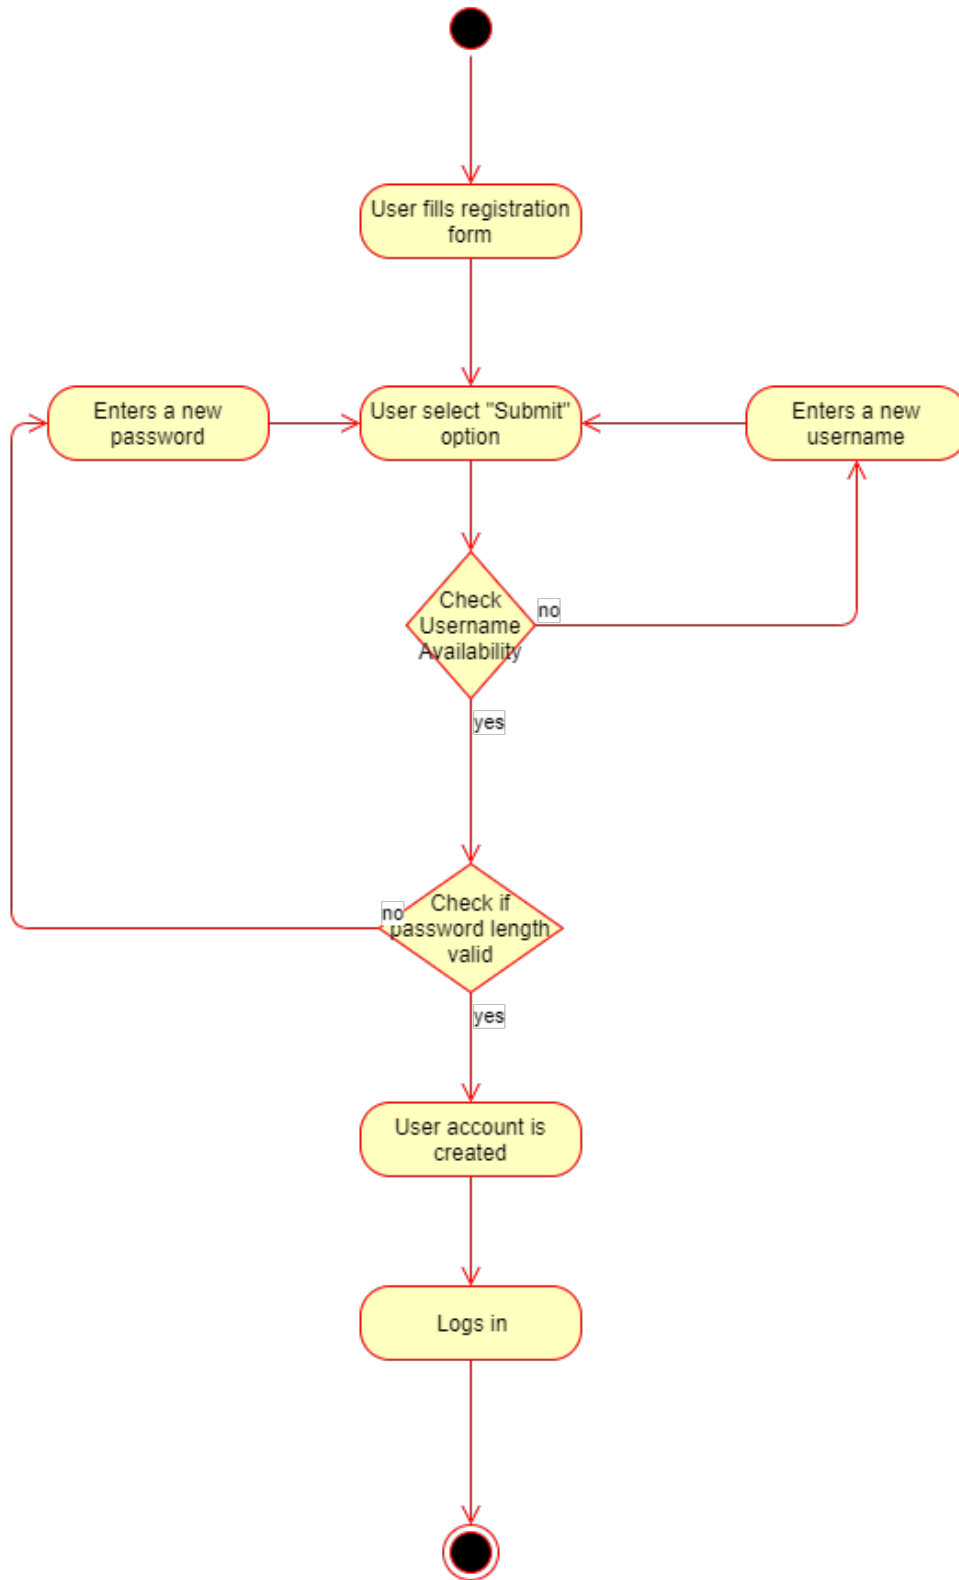 User fills registration
form
Enters a new
password
User select "Submit"
option
Enters a new
username
Check
Username
Availability
no
yes
no
Check if
password length
valid
yes
User account is
created
Logs in